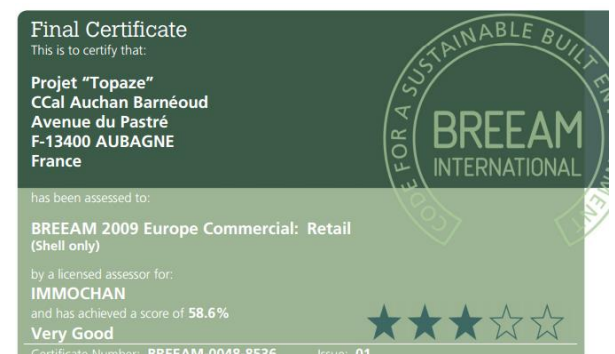 Final Certificate
This is to certify that:
Projet “Topaze”
CCal Auchan Barnéoud
Avenue du Pastré
F-13400 AUBAGNE
France
has been assessed to:
BREEAM 2009 Europe Commercial: Retail
(Shell only)
by a licensed assessor for:
IMMOCHAN
and has achieved a score of 58.6%
Very Good
Certificate Number: BREEAM-0048-8536 Issue: 01
CODE FOR A SUSTAINABLE BUILT
BREEAM
INTERNATIONAL